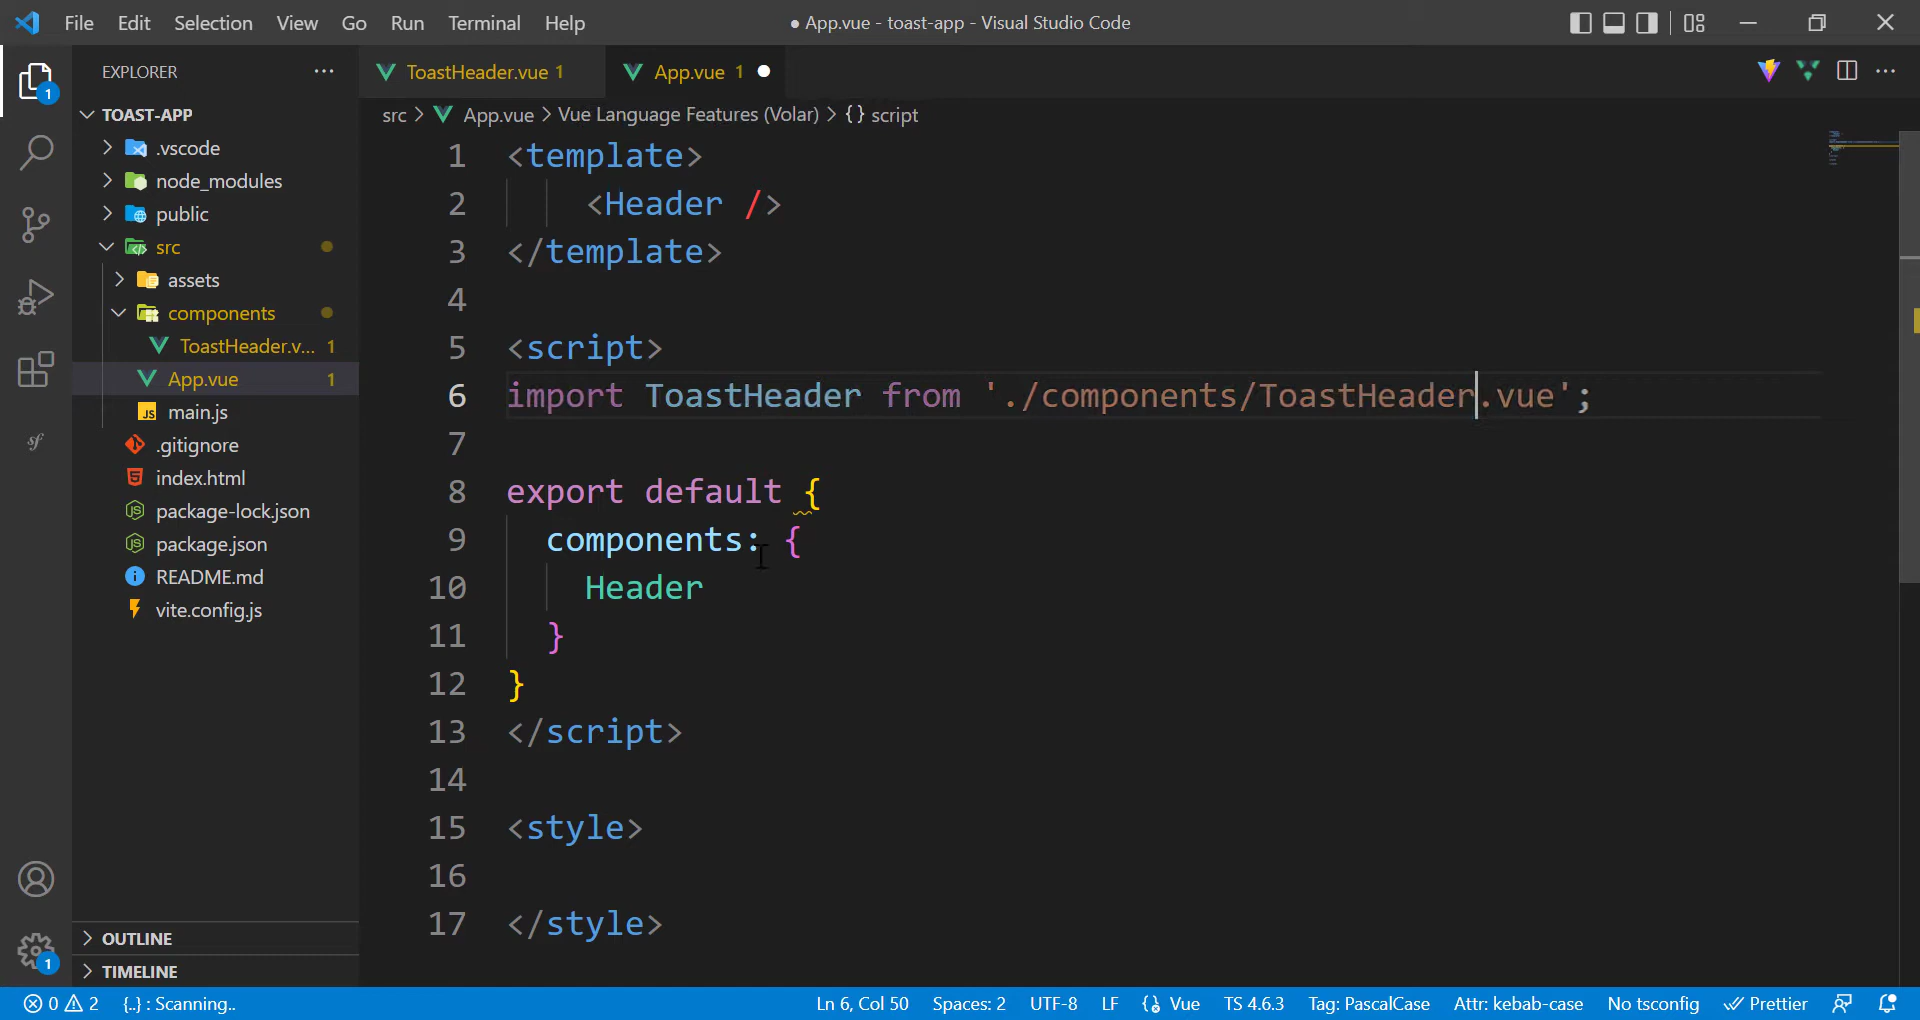 File Edit Selection View Go Run Terminal Help
● App.vue - toast-app - Visual Studio Code
EXPLORER
ToastHeader.vue 1
App.vue 1
TOAST-APP
src > App.vue > Vue Language Features (Volar) > {} script
.vscode
node_modules
public
src
assets
components
ToastHeader.v... 1
App.vue 1
main.js
.gitignore
index.html
package-lock.json
package.json
README.md
vite.config.js
OUTLINE
TIMELINE
1
1
1 <template>
2 <Header />
3 </template>
4
5 <script>
6 import ToastHeader from './components/ToastHeader.vue';
7
8 export default {
9 components: {
10 Header
11 }
12 }
13 </script>
14
15 <style>
16
17 </style>
0 2 {..} : Scanning..
Ln 6, Col 50 Spaces: 2 UTF-8 LF Vue TS 4.6.3 Tag: PascalCase Attr: kebab-case No tsconfig Prettier